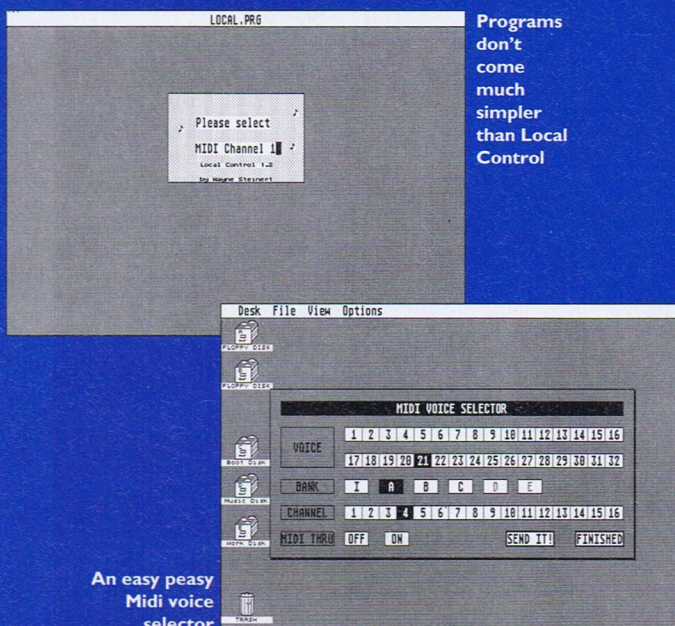 LOCAL.PRG
Please select
MIDI Channel 1
Local Control 1.2
by Wayne Steinert
Programs
don't
come
much
simpler
than Local
Control
Desk File View Options
FLOPPY DISK
FLOPPY DISK
Boot Disk
Music Disk
Work Disk
TRASH
MIDI VOICE SELECTOR
VOICE 1 2 3 4 5 6 7 8 9 10 11 12 13 14 15 16
17 18 19 20 21 22 23 24 25 26 27 28 29 30 31 32
BANK I A B C D E
CHANNEL 1 2 3 4 5 6 7 8 9 10 11 12 13 14 15 16
MIDI THRU OFF ON SEND IT! FINISHED
An easy peasy
Midi voice
selector